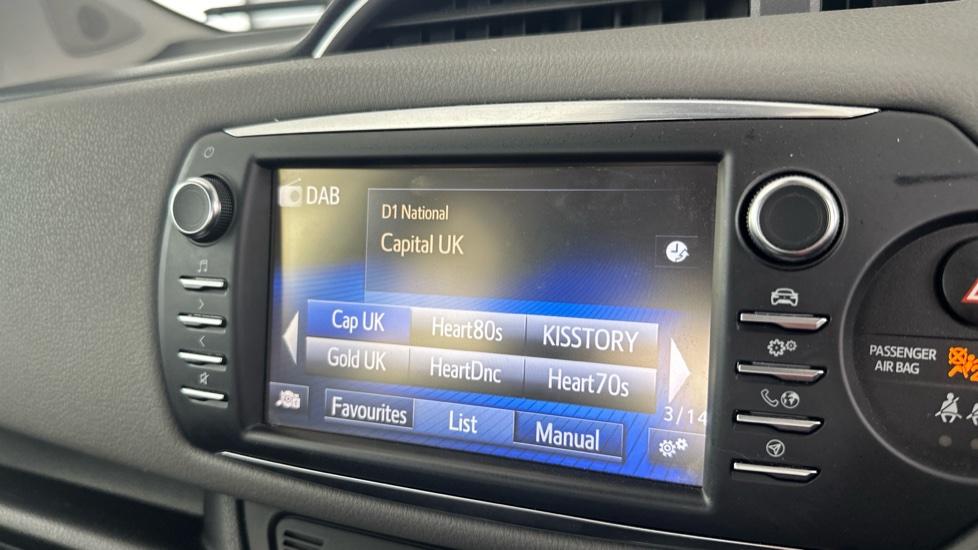 DAB
D1 National
Capital UK
Cap UK Heart80s KISSTORY
Gold UK HeartDnc Heart70s
3/14
Favourites List Manual
PASSENGER
AIR BAG